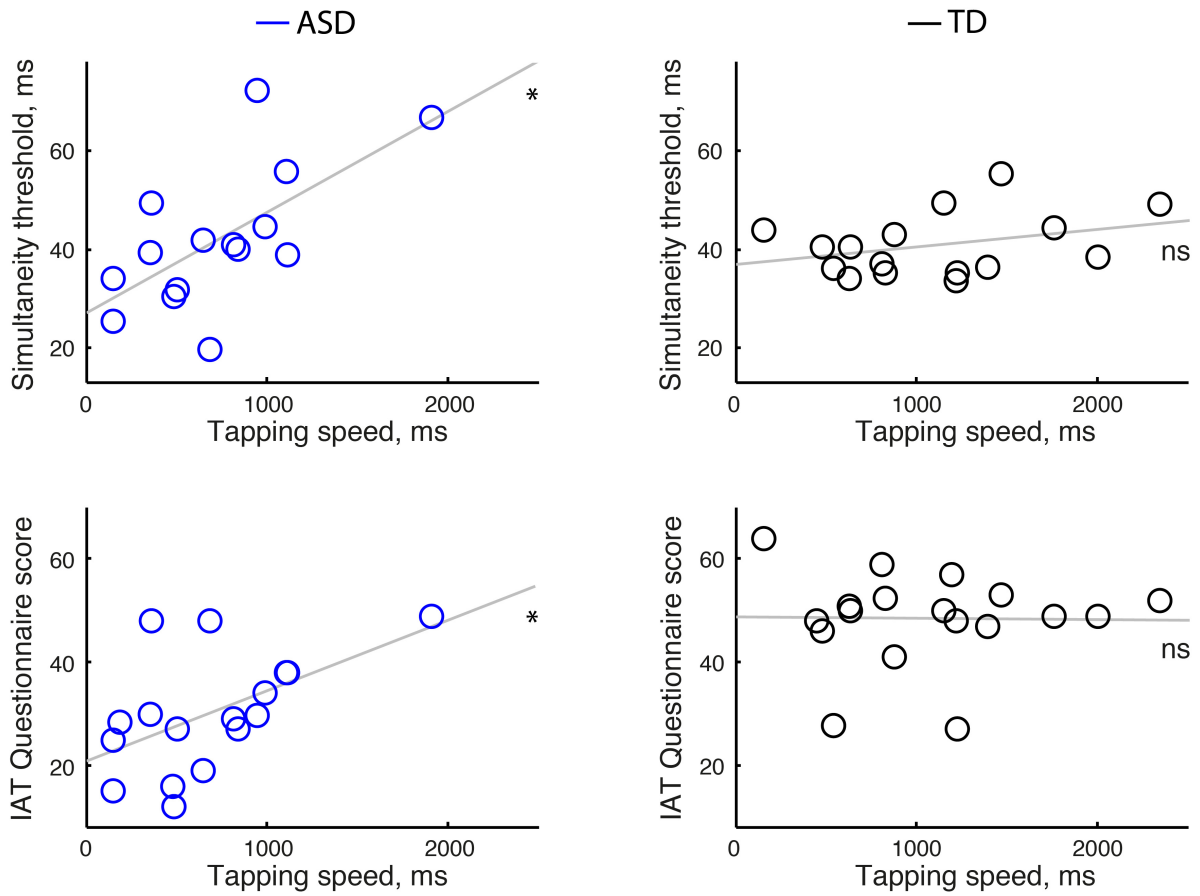 ASD
TD
Simultaneity threshold, ms
60
40
20
*
0 1000 2000
Tapping speed, ms
Simultaneity threshold, ms
60
40
20
ns
0 1000 2000
Tapping speed, ms
IAT Questionnaire score
60
40
20
*
0 1000 2000
Tapping speed, ms
IAT Questionnaire score
60
40
20
ns
0 1000 2000
Tapping speed, ms